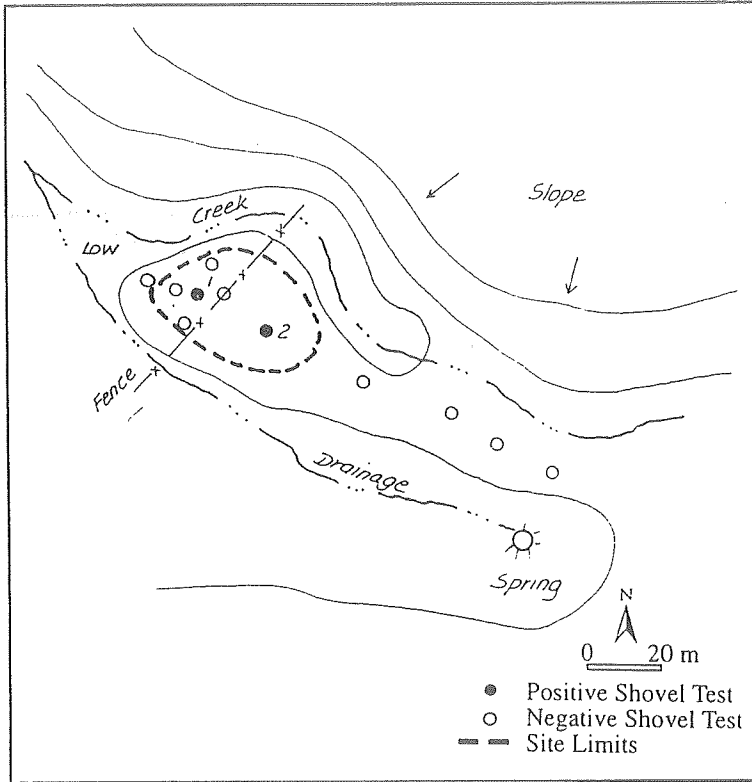 Slope
Creek
Low
1
2
Fence
Drainage
Spring
N
0 20 m
Positive Shovel Test
Negative Shovel Test
Site Limits